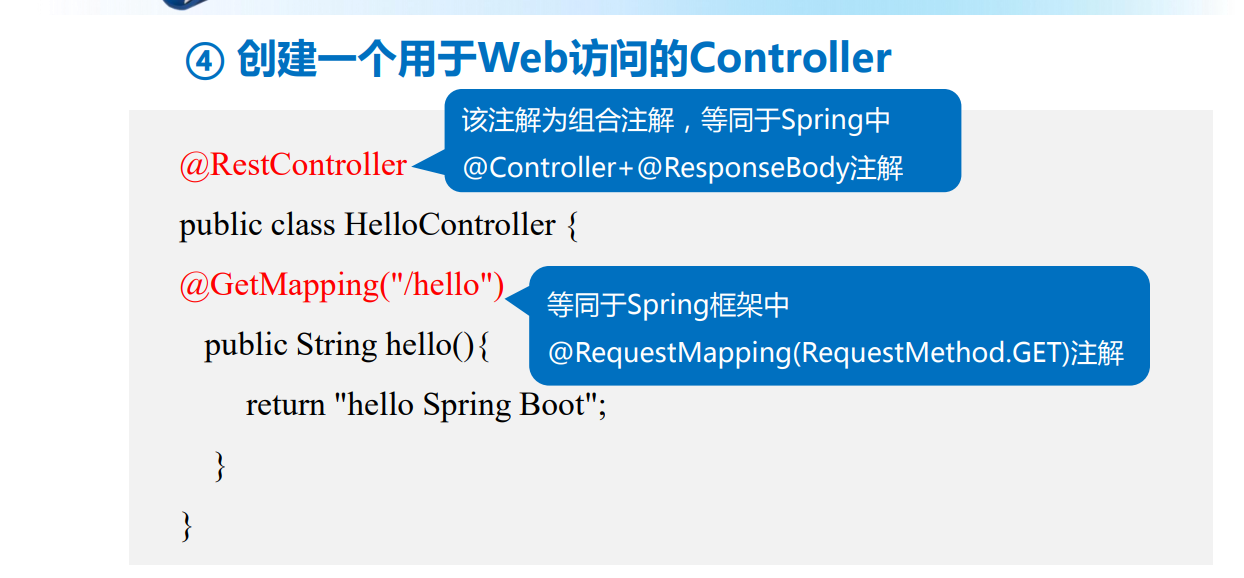 ④ 创建一个用于Web访问的Controller
该注解为组合注解，等同于Spring中
@Controller+@ResponseBody注解
@RestController
public class HelloController {
@GetMapping("/hello")
等同于Spring框架中
@RequestMapping(RequestMethod.GET)注解
public String hello(){
return "hello Spring Boot";
}
}